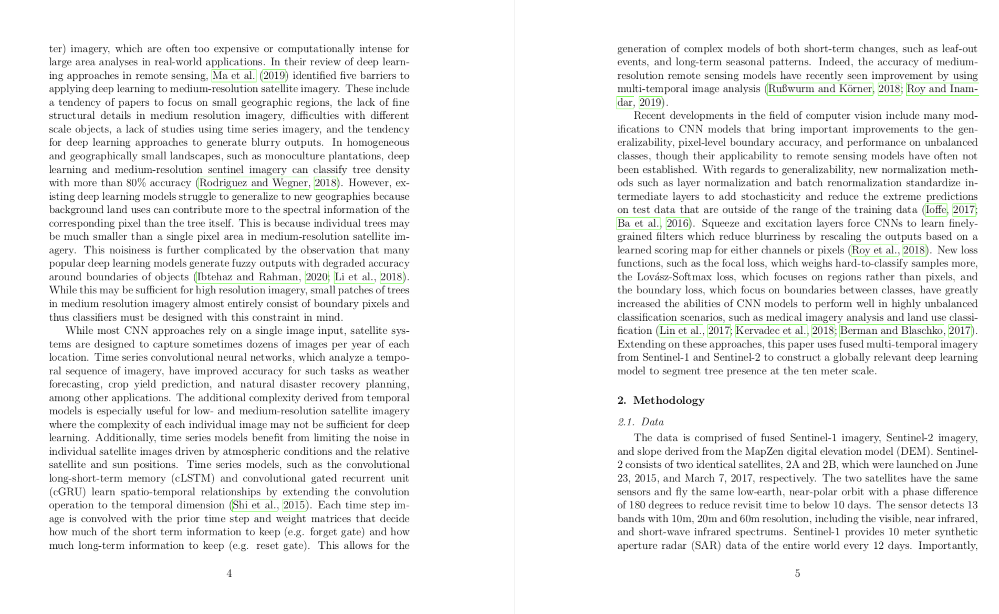 ter) imagery, which are often too expensive or computationally intense for
large area analyses in real-world applications. In their review of deep learn-
ing approaches in remote sensing, Ma et al. (2019) identified five barriers to
applying deep learning to medium-resolution satellite imagery. These include
a tendency of papers to focus on small geographic regions, the lack of fine
structural details in medium resolution imagery, difficulties with different
scale objects, a lack of studies using time series imagery, and the tendency
for deep learning approaches to generate blurry outputs. In homogeneous
and geographically small landscapes, such as monoculture plantations, deep
learning and medium-resolution sentinel imagery can classify tree density
with more than 80% accuracy (Rodriguez and Wegner, 2018). However, ex-
isting deep learning models struggle to generalize to new geographies because
background land uses can contribute more to the spectral information of the
corresponding pixel than the tree itself. This is because individual trees may
be much smaller than a single pixel area in medium-resolution satellite im-
agery. This noisiness is further complicated by the observation that many
popular deep learning models generate fuzzy outputs with degraded accuracy
around boundaries of objects (Ibtehaz and Rahman, 2020; Li et al., 2018).
While this may be sufficient for high resolution imagery, small patches of trees
in medium resolution imagery almost entirely consist of boundary pixels and
thus classifiers must be designed with this constraint in mind.
While most CNN approaches rely on a single image input, satellite sys-
tems are designed to capture sometimes dozens of images per year of each
location. Time series convolutional neural networks, which analyze a tempo-
ral sequence of imagery, have improved accuracy for such tasks as weather
forecasting, crop yield prediction, and natural disaster recovery planning,
among other applications. The additional complexity derived from temporal
models is especially useful for low- and medium-resolution satellite imagery
where the complexity of each individual image may not be sufficient for deep
learning. Additionally, time series models benefit from limiting the noise in
individual satellite images driven by atmospheric conditions and the relative
satellite and sun positions. Time series models, such as the convolutional
long-short-term memory (cLSTM) and convolutional gated recurrent unit
(cGRU) learn spatio-temporal relationships by extending the convolution
operation to the temporal dimension (Shi et al., 2015). Each time step im-
age is convolved with the prior time step and weight matrices that decide
how much of the short term information to keep (e.g. forget gate) and how
much long-term information to keep (e.g. reset gate). This allows for the
4
generation of complex models of both short-term changes, such as leaf-out
events, and long-term seasonal patterns. Indeed, the accuracy of medium-
resolution remote sensing models have recently seen improvement by using
multi-temporal image analysis (Rußwurm and Körner, 2018; Roy and Inam-
dar, 2019).
Recent developments in the field of computer vision include many mod-
ifications to CNN models that bring important improvements to the gen-
eralizability, pixel-level boundary accuracy, and performance on unbalanced
classes, though their applicability to remote sensing models have often not
been established. With regards to generalizability, new normalization meth-
ods such as layer normalization and batch renormalization standardize in-
termediate layers to add stochasticity and reduce the extreme predictions
on test data that are outside of the range of the training data (Ioffe, 2017;
Ba et al., 2016). Squeeze and excitation layers force CNNs to learn finely-
grained filters which reduce blurriness by rescaling the outputs based on a
learned scoring map for either channels or pixels (Roy et al., 2018). New loss
functions, such as the focal loss, which weighs hard-to-classify samples more,
the Lovász-Softmax loss, which focuses on regions rather than pixels, and
the boundary loss, which focus on boundaries between classes, have greatly
increased the abilities of CNN models to perform well in highly unbalanced
classification scenarios, such as medical imagery analysis and land use classi-
fication (Lin et al., 2017; Kervadec et al., 2018; Berman and Blaschko, 2017).
Extending on these approaches, this paper uses fused multi-temporal imagery
from Sentinel-1 and Sentinel-2 to construct a globally relevant deep learning
model to segment tree presence at the ten meter scale.
2. Methodology
2.1. Data
The data is comprised of fused Sentinel-1 imagery, Sentinel-2 imagery,
and slope derived from the MapZen digital elevation model (DEM). Sentinel-
2 consists of two identical satellites, 2A and 2B, which were launched on June
23, 2015, and March 7, 2017, respectively. The two satellites have the same
sensors and fly the same low-earth, near-polar orbit with a phase difference
of 180 degrees to reduce revisit time to below 10 days. The sensor detects 13
bands with 10m, 20m and 60m resolution, including the visible, near infrared,
and short-wave infrared spectrums. Sentinel-1 provides 10 meter synthetic
aperture radar (SAR) data of the entire world every 12 days. Importantly,
5